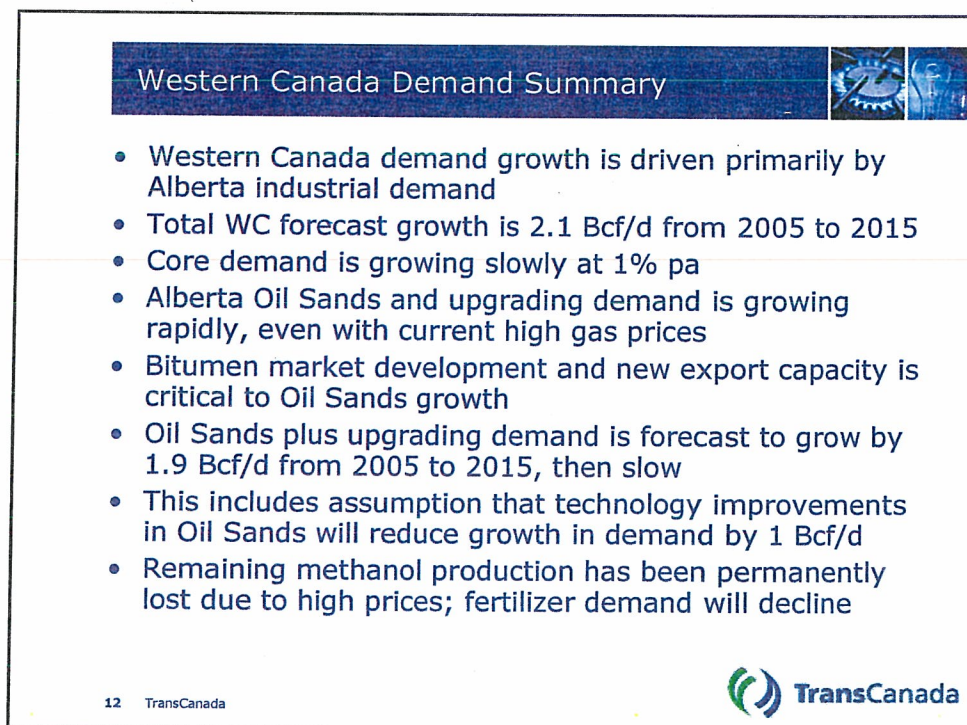 Western Canada Demand Summary
• Western Canada demand growth is driven primarily by
Alberta industrial demand
• Total WC forecast growth is 2.1 Bcf/d from 2005 to 2015
• Core demand is growing slowly at 1% pa
• Alberta Oil Sands and upgrading demand is growing
rapidly, even with current high gas prices
• Bitumen market development and new export capacity is
critical to Oil Sands growth
• Oil Sands plus upgrading demand is forecast to grow by
1.9 Bcf/d from 2005 to 2015, then slow
• This includes assumption that technology improvements
in Oil Sands will reduce growth in demand by 1 Bcf/d
• Remaining methanol production has been permanently
lost due to high prices; fertilizer demand will decline
12 TransCanada
TransCanada